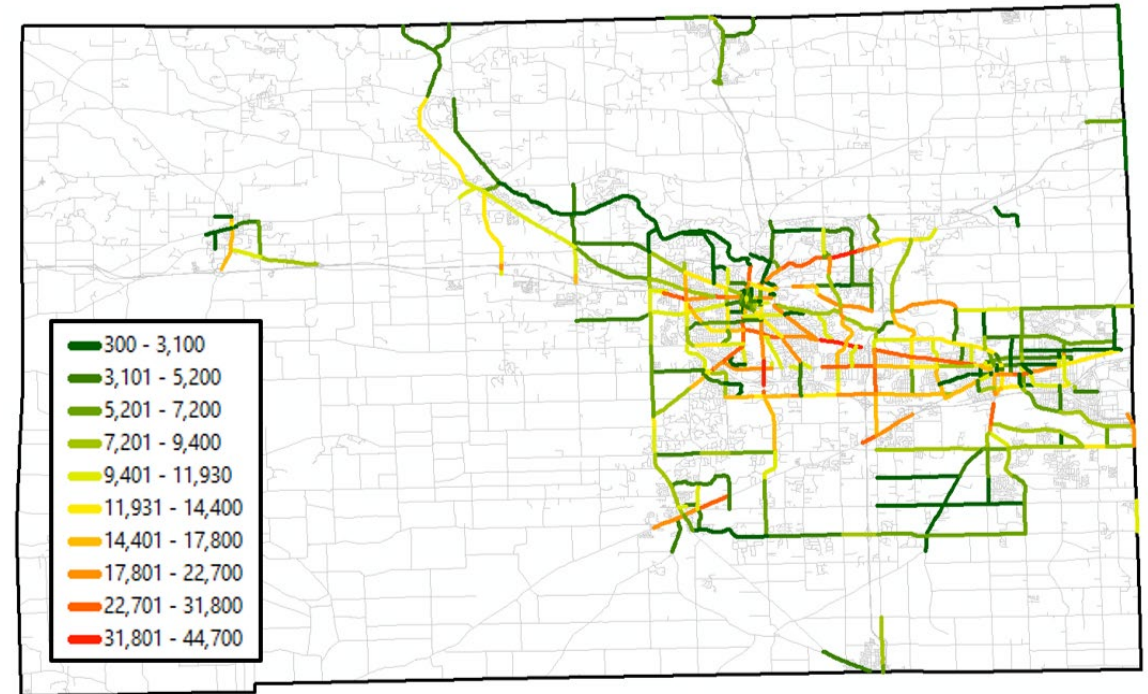 300 - 3,100
3,101 - 5,200
5,201 - 7,200
7,201 - 9,400
9,401 - 11,930
11,931 - 14,400
14,401 - 17,800
17,801 - 22,700
22,701 - 31,800
31,801 - 44,700